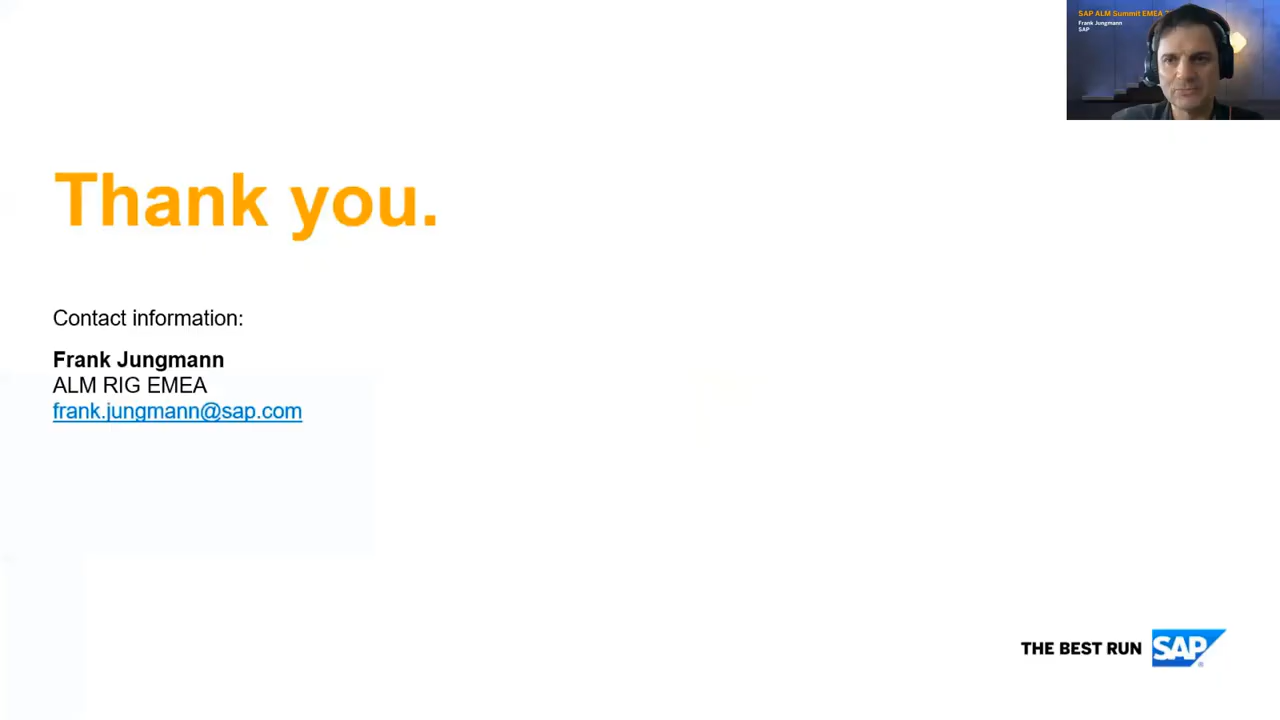 SAP ALM Summit EMEA
Frank Jungmann
SAP
Thank you.
Contact information:
Frank Jungmann
ALM RIG EMEA
frank.jungmann@sap.com
THE BEST RUN SAP